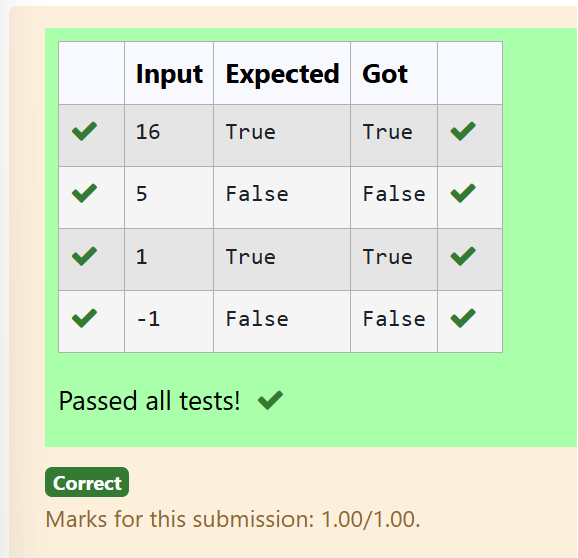 Input Expected Got
16 True True
5 False False
1 True True
-1 False False
Passed all tests!
Correct
Marks for this submission: 1.00/1.00.